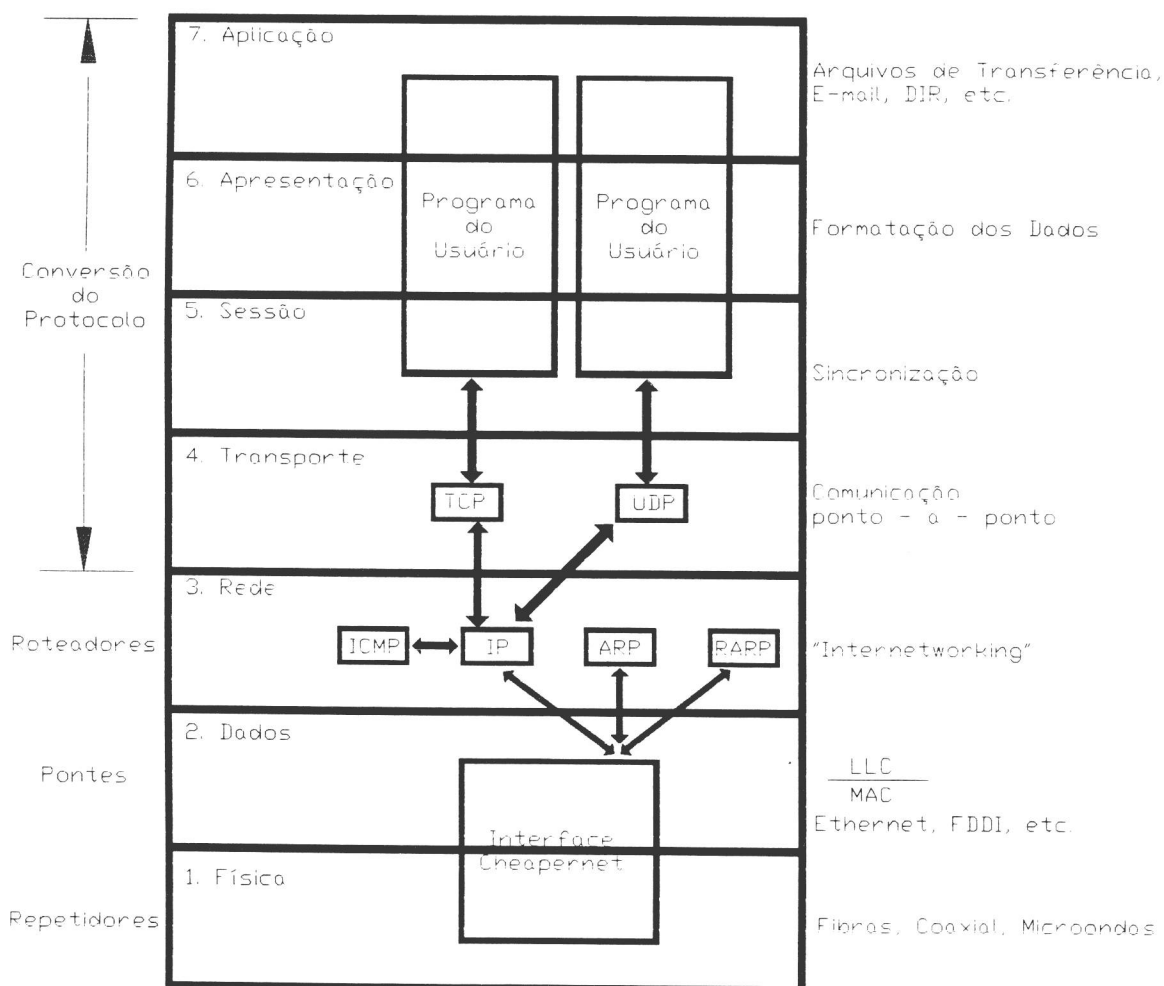 7. Aplicação
Arquivos de Transferência,
E-mail, DIR, etc.
6. Apresentação
Programa
do
Usuário
Programa
do
Usuário
Formatação dos Dados
Conversão
do
Protocolo
5. Sessão
Sincronização
4. Transporte
TCP
UDP
Comunicação
ponto - a - ponto
3. Rede
Roteadores
ICMP
IP
ARP
RARP
"Internetworking"
2. Dados
Pontes
LLC
MAC
Ethernet, FDDI, etc.
Interface
Cheapernet
1. Física
Repetidores
Fibras, Coaxial, Microondas